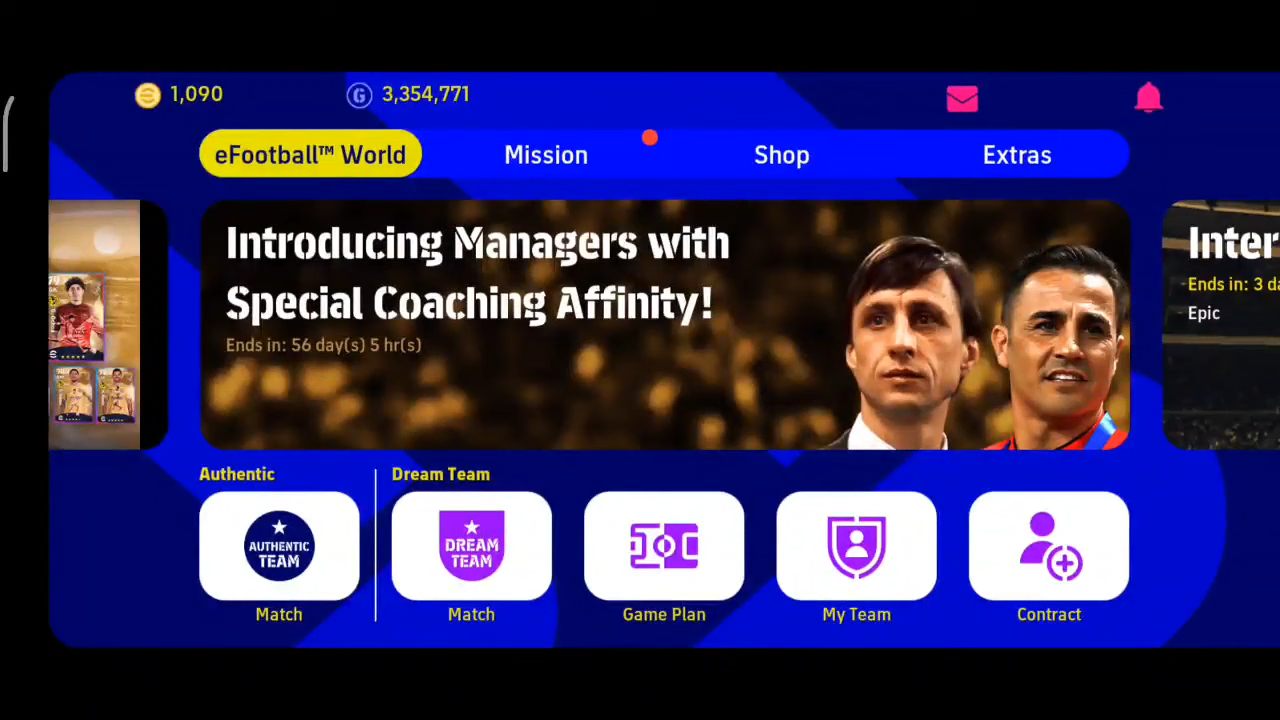 1,090
3,354,771
eFootball™ World
Mission
Shop
Extras
Introducing Managers with
Special Coaching Affinity!
Ends in: 56 day(s) 5 hr(s)
Inter
Ends in: 3 da
Epic
Authentic
Dream Team
AUTHENTIC
TEAM
DREAM
TEAM
Match
Match
Game Plan
My Team
Contract